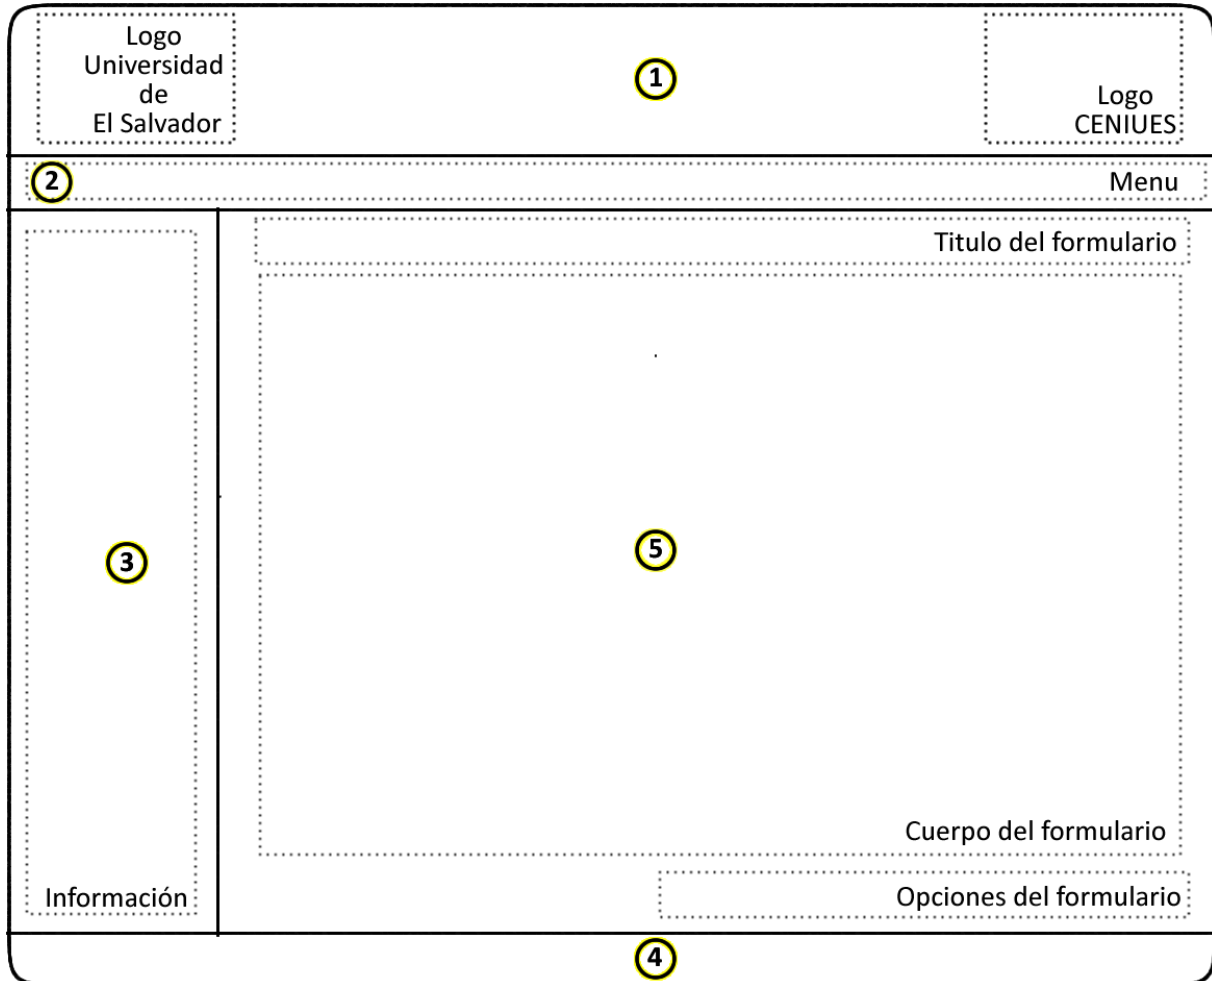 Logo
Universidad
de
El Salvador
1
Logo
CENIUES
2
Menu
Titulo del formulario
3
5
Cuerpo del formulario
Información
Opciones del formulario
4